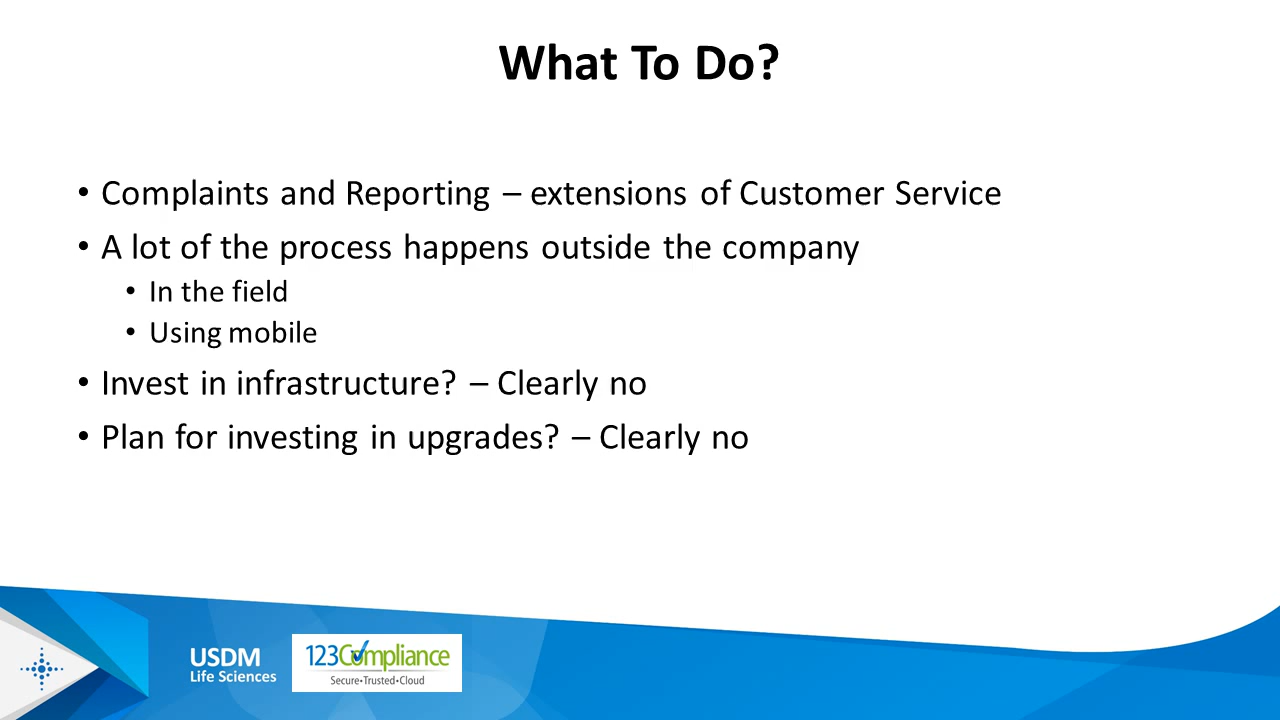 What To Do?
• Complaints and Reporting – extensions of Customer Service
• A lot of the process happens outside the company
• In the field
• Using mobile
• Invest in infrastructure? – Clearly no
• Plan for investing in upgrades? – Clearly no
USDM
Life Sciences
123Compliance
Secure•Trusted•Cloud